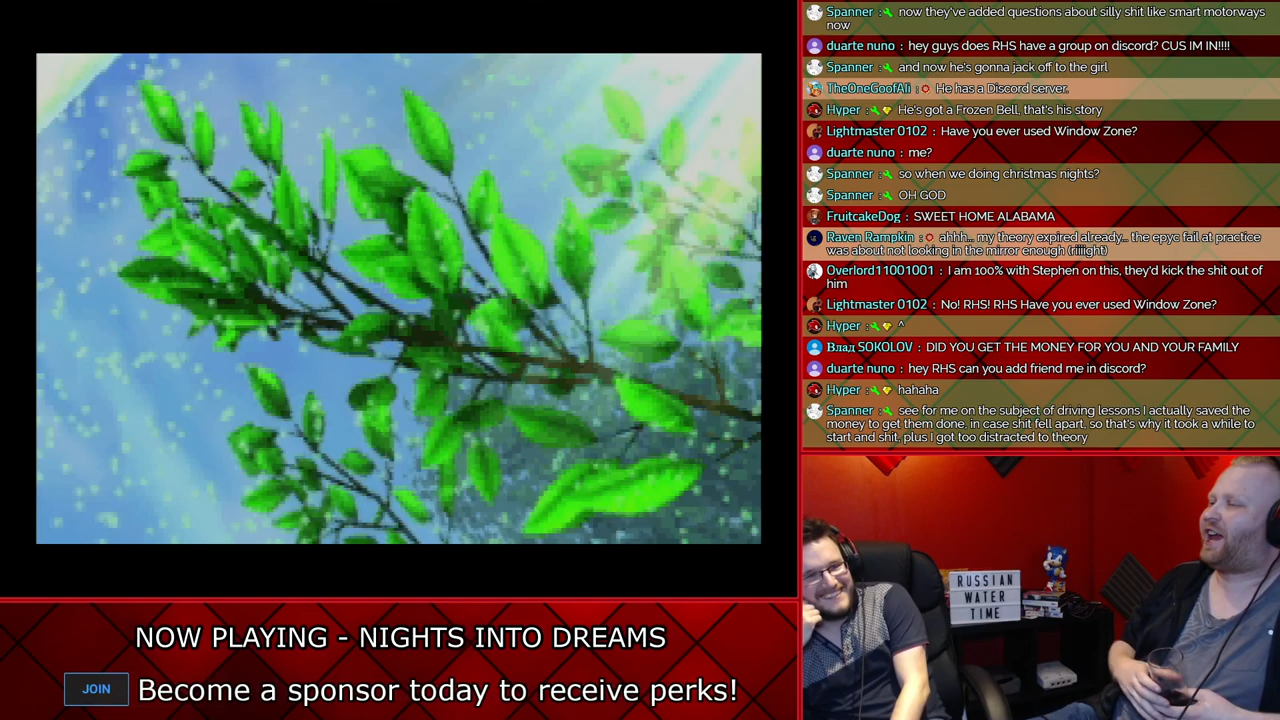 Spanner : now they've added questions about silly shit like smart motorways
now
duarte nuno : hey guys does RHS have a group on discord? CUS IM IN!!!!
Spanner : and now he's gonna jack off to the girl
TheOneGoofAli : He has a Discord server.
Hyper : He's got a Frozen Bell, that's his story
Lightmaster 0102 : Have you ever used Window Zone?
duarte nuno : me?
Spanner : so when we doing christmas nights?
Spanner : OH GOD
FruitcakeDog : SWEET HOME ALABAMA
Raven Rampkin : ahhh... my theory expired already... the epyc fail at practice
was about not looking in the mirror enough (riiiight)
Overlord11001001 : I am 100% with Stephen on this, they'd kick the shit out of
him
Lightmaster 0102 : No! RHS! RHS Have you ever used Window Zone?
Hyper : ^
Влад SOKOLOV : DID YOU GET THE MONEY FOR YOU AND YOUR FAMILY
duarte nuno : hey RHS can you add friend me in discord?
Hyper : hahaha
Spanner : see for me on the subject of driving lessons I actually saved the
money to get them done, in case shit fell apart, so that's why it took a while to
start and shit, plus I got too distracted to theory
RUSSIAN
WATER
TIME
NOW PLAYING - NIGHTS INTO DREAMS
JOIN Become a sponsor today to receive perks!